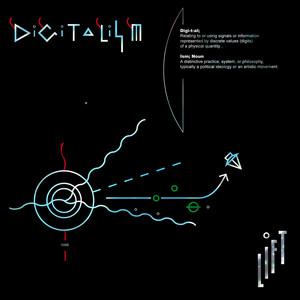 DiGiTALiSM
Digi·t·al;
Relating to or using signals or information
represented by discrete values (digits)
of a physical quantity .
ism; Noun
A distinctive practice, system, or philosophy,
typically a political ideology or an artistic movement
LIFT